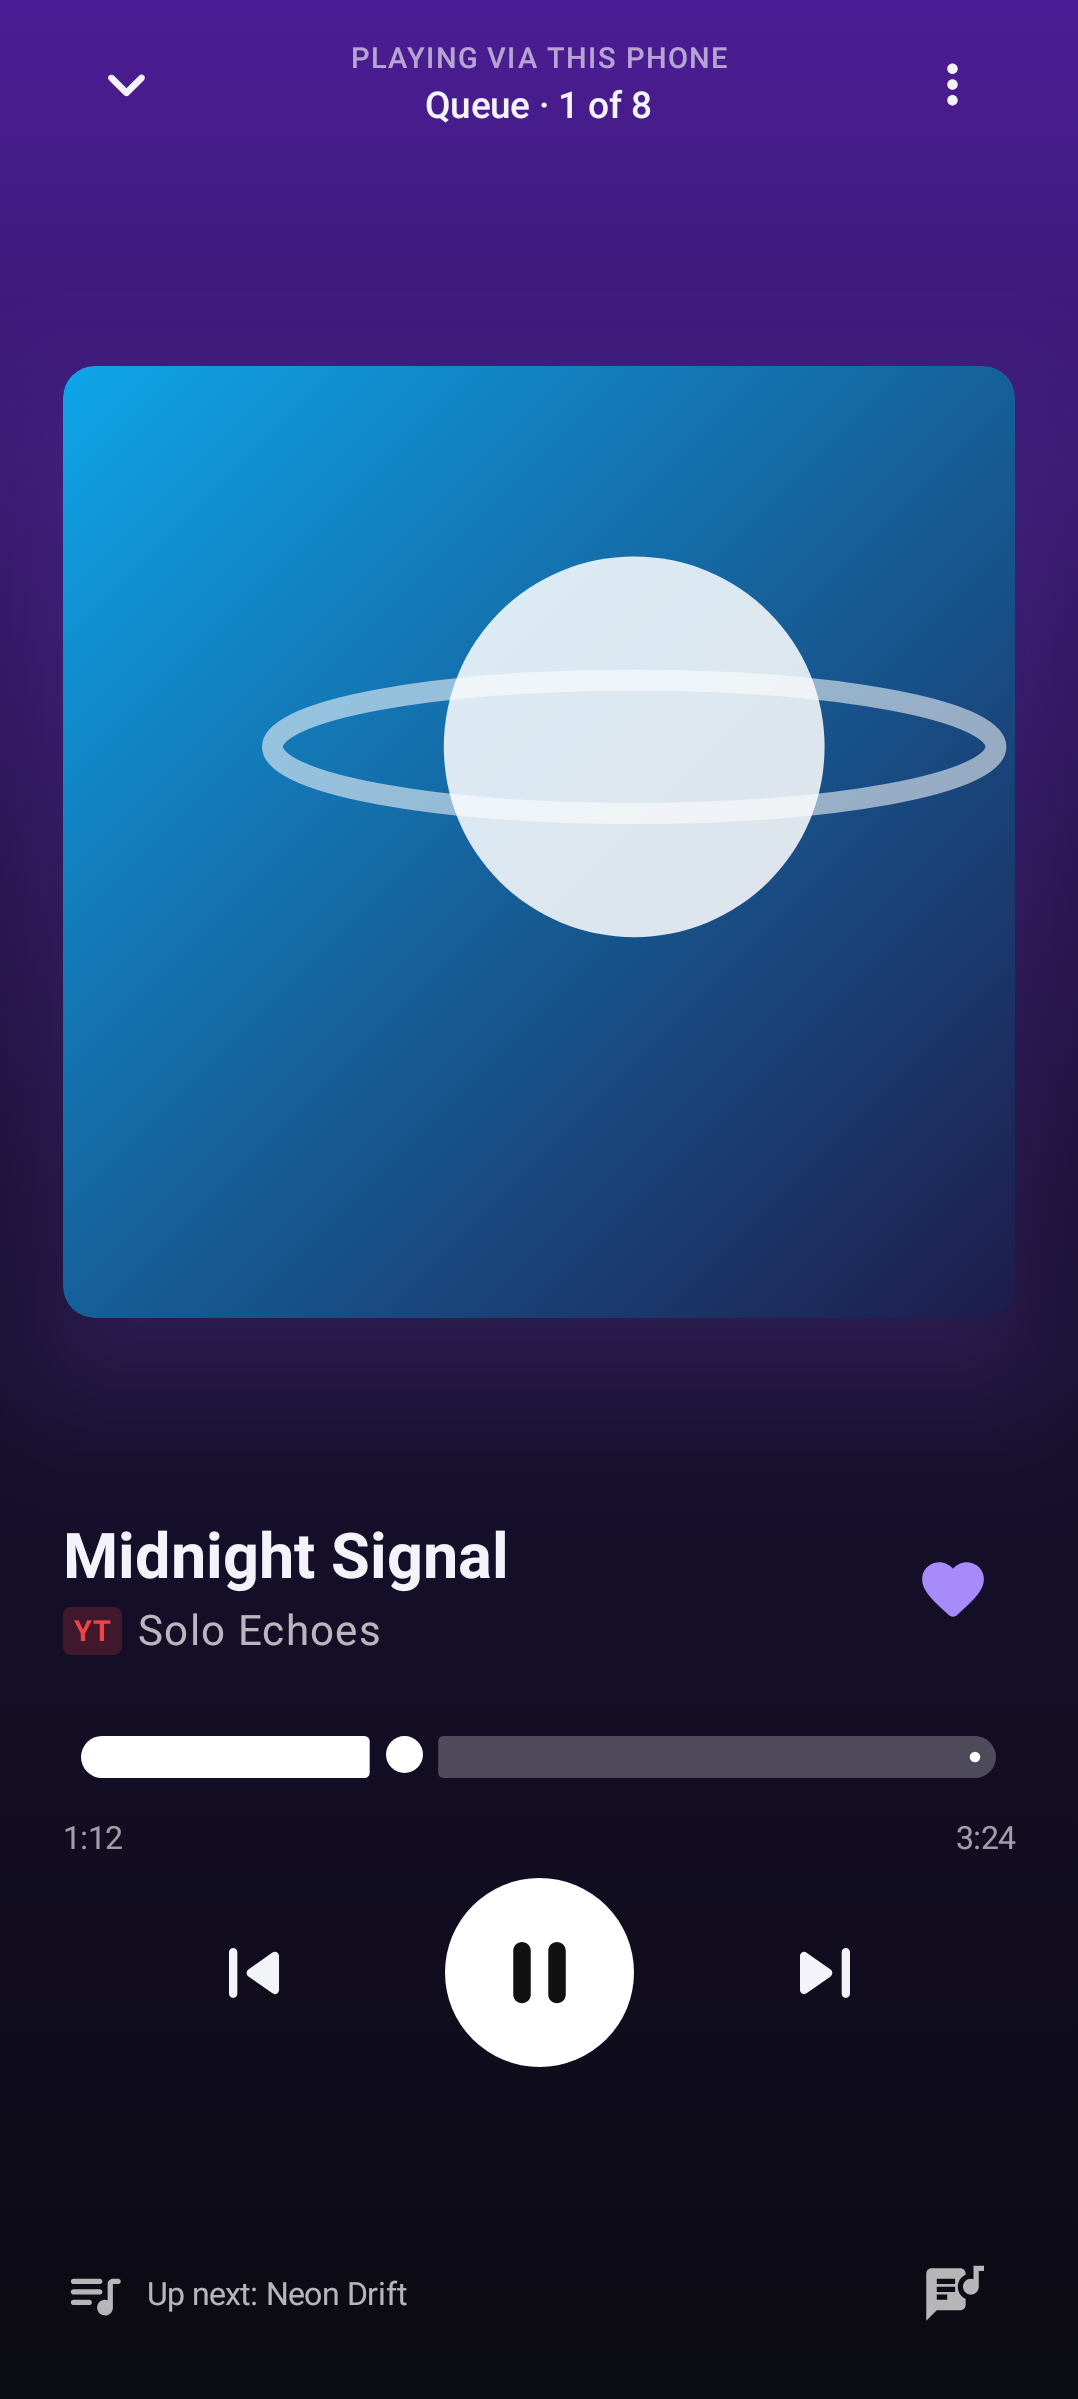 PLAYING VIA THIS PHONE
Queue · 1 of 8
Midnight Signal
YT Solo Echoes
1:12 3:24
Up next: Neon Drift